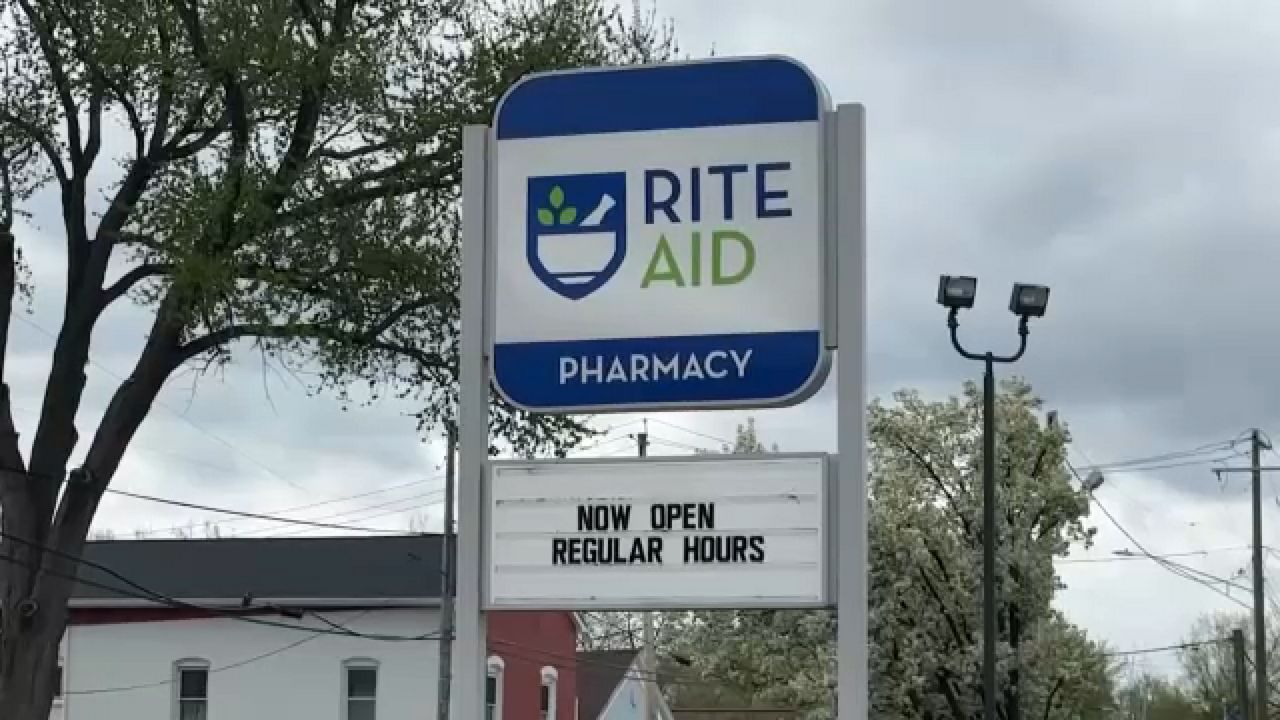 RITE
AID
PHARMACY
NOW OPEN
REGULAR HOURS